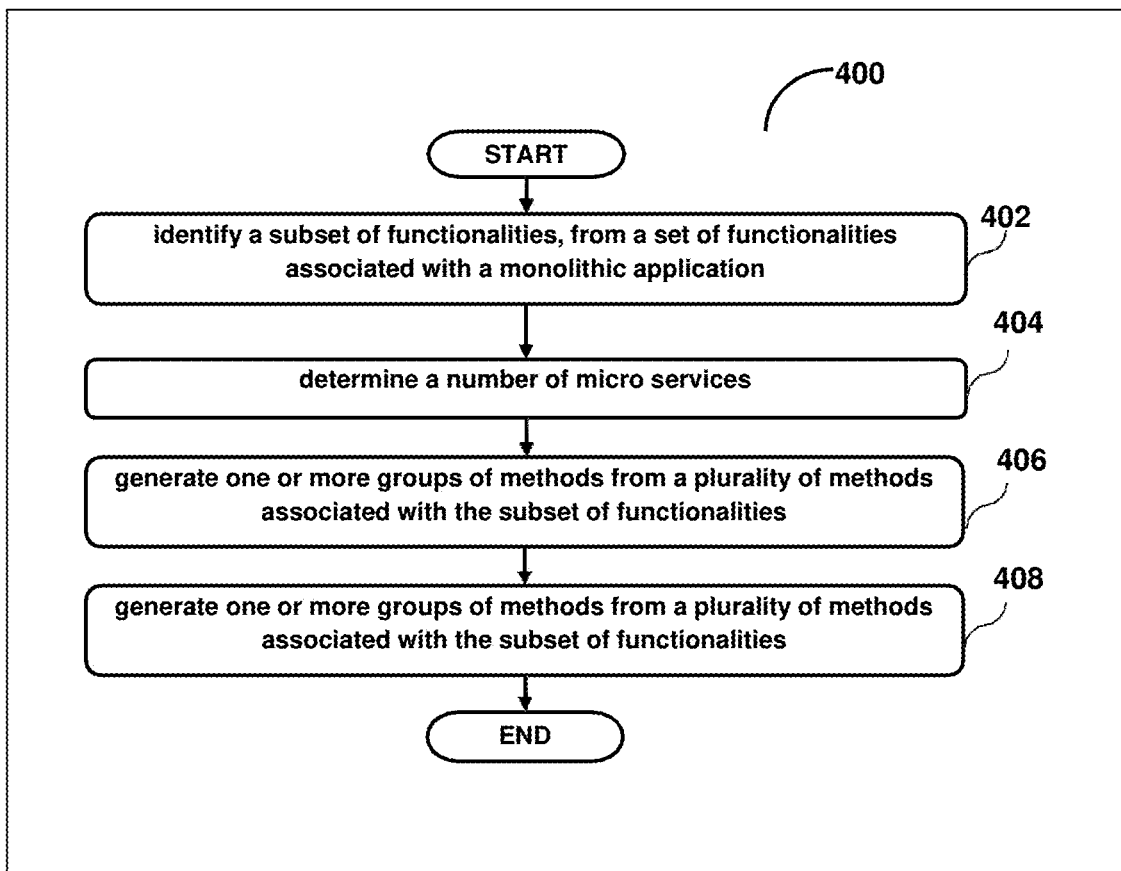 400
START
identify a subset of functionalities, from a set of functionalities
associated with a monolithic application
402
determine a number of micro services
404
generate one or more groups of methods from a plurality of methods
associated with the subset of functionalities
406
generate one or more groups of methods from a plurality of methods
associated with the subset of functionalities
408
END